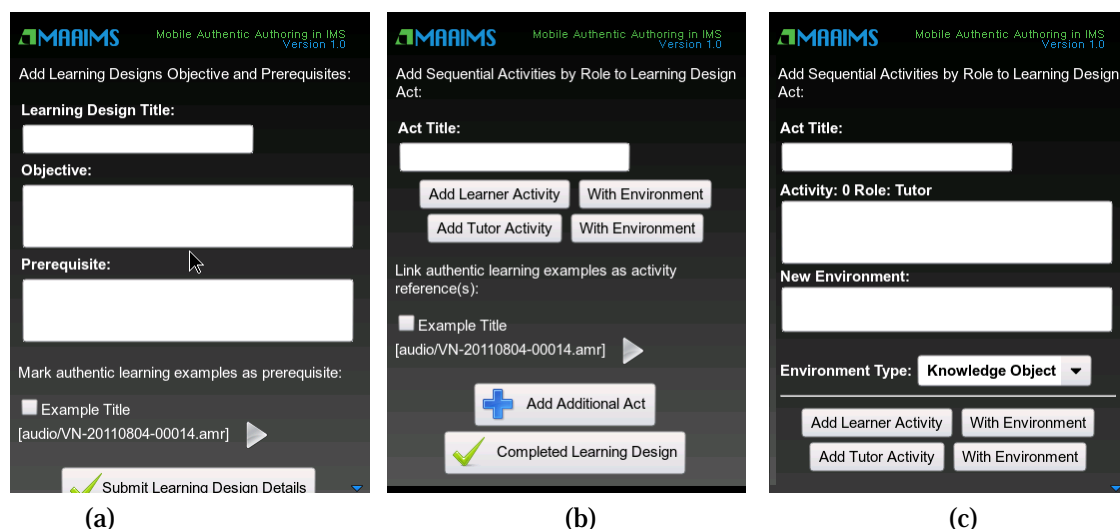 MAAIMS
Mobile Authentic Authoring in IMS
Version 1.0
Add Learning Designs Objective and Prerequisites:
Learning Design Title:
Objective:
Prerequisite:
Mark authentic learning examples as prerequisite:
Example Title
[audio/VN-20110804-00014.amr]
Submit Learning Design Details
(a)
MAAIMS
Mobile Authentic Authoring in IMS
Version 1.0
Add Sequential Activities by Role to Learning Design
Act:
Act Title:
Add Learner Activity With Environment
Add Tutor Activity With Environment
Link authentic learning examples as activity
reference(s):
Example Title
[audio/VN-20110804-00014.amr]
Add Additional Act
Completed Learning Design
(b)
MAAIMS
Mobile Authentic Authoring in IMS
Version 1.0
Add Sequential Activities by Role to Learning Design
Act:
Act Title:
Activity: 0 Role: Tutor
New Environment:
Environment Type: Knowledge Object
Add Learner Activity With Environment
Add Tutor Activity With Environment
(c)